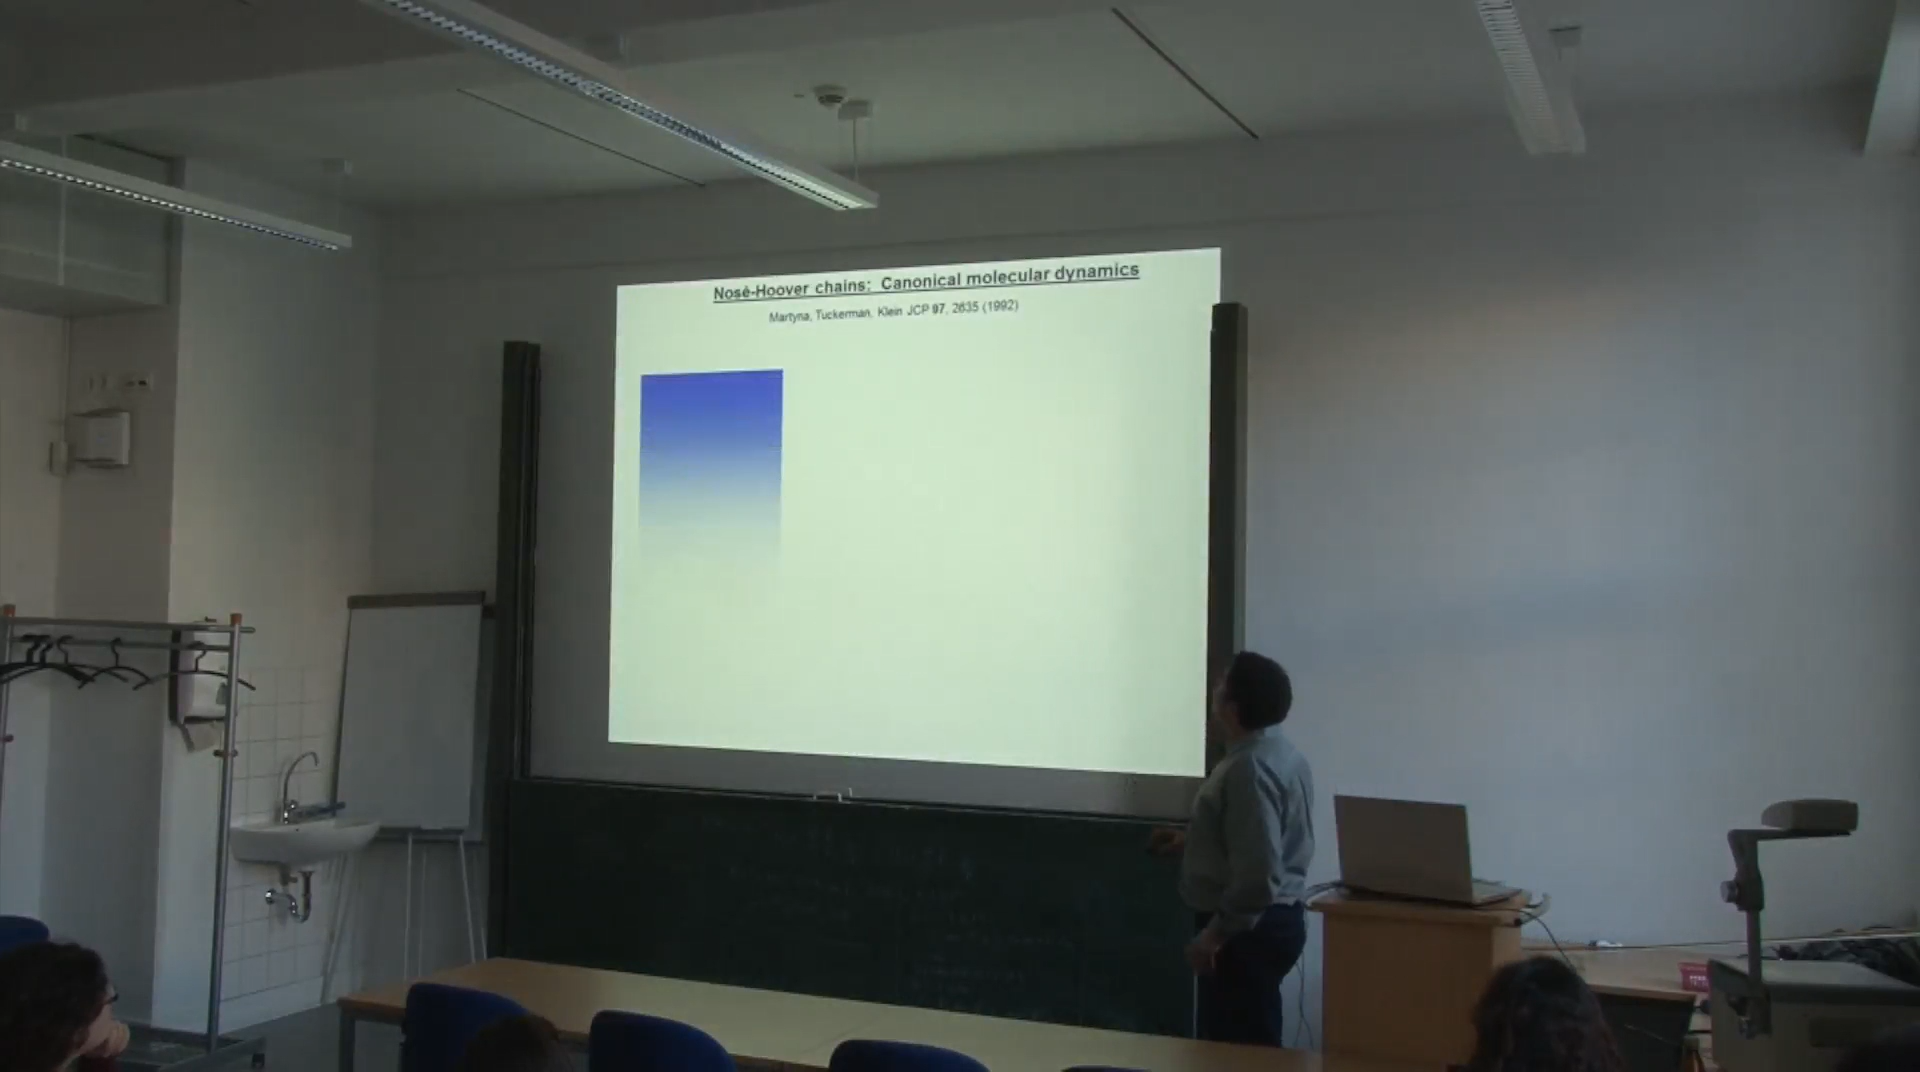 Nosé-Hoover chains: Canonical molecular dynamics
Martyna, Tuckerman, Klein JCP 97, 2635 (1992)